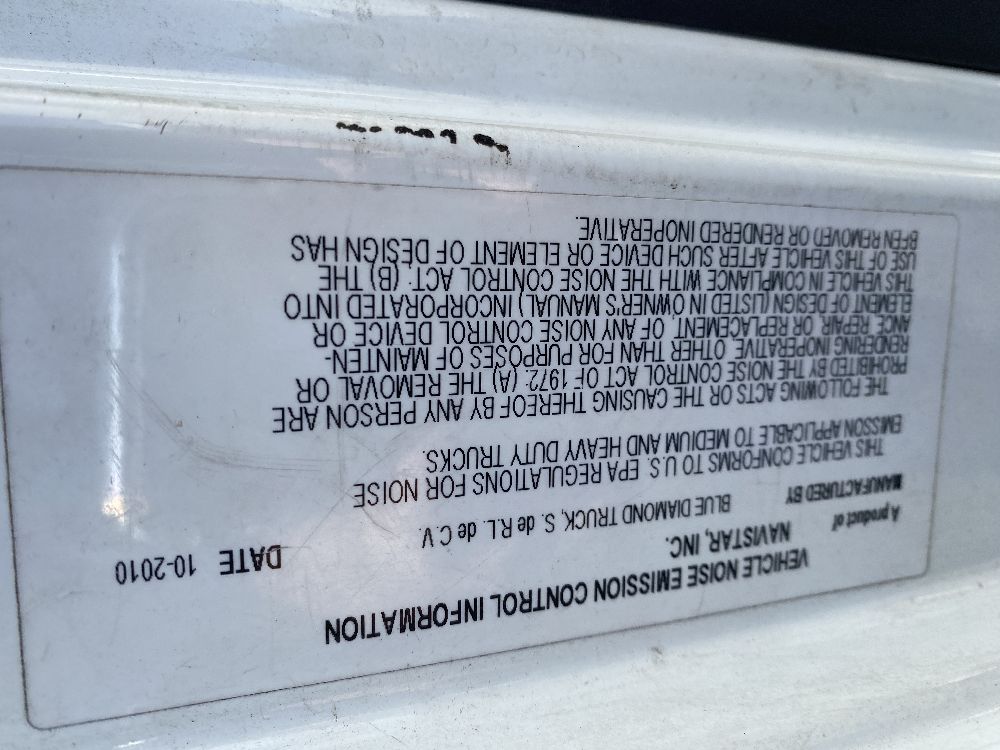 VEHICLE NOISE EMISSION CONTROL INFORMATION
A product of NAVISTAR, INC.
MANUFACTURED BY BLUE DIAMOND TRUCK, S. de R.L. de C.V. DATE 10-2010
THIS VEHICLE CONFORMS TO U.S. EPA REGULATIONS FOR NOISE
EMISSION APPLICABLE TO MEDIUM AND HEAVY DUTY TRUCKS.
THE FOLLOWING ACTS OR THE CAUSING THEREOF BY ANY PERSON ARE
PROHIBITED BY THE NOISE CONTROL ACT OF 1972: (A) THE REMOVAL OR
RENDERING INOPERATIVE, OTHER THAN FOR PURPOSES OF MAINTEN-
ANCE, REPAIR, OR REPLACEMENT, OF ANY NOISE CONTROL DEVICE OR
ELEMENT OF DESIGN (LISTED IN OWNER'S MANUAL) INCORPORATED INTO
THIS VEHICLE IN COMPLIANCE WITH THE NOISE CONTROL ACT: (B) THE
USE OF THIS VEHICLE AFTER SUCH DEVICE OR ELEMENT OF DESIGN HAS
BEEN REMOVED OR RENDERED INOPERATIVE.